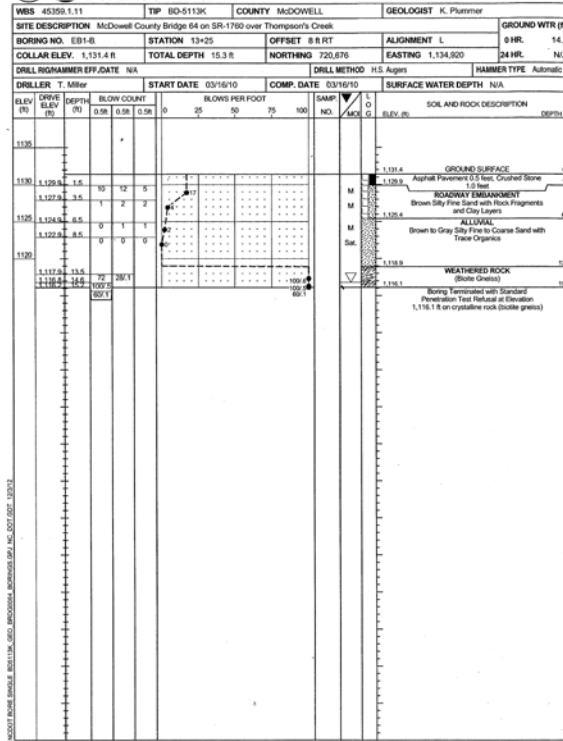 WBS 45359.1.11 TIP BD-5113K COUNTY McDOWELL GEOLOGIST K. Plummer
SITE DESCRIPTION McDowell County Bridge 64 on SR-1760 over Thompson's Creek GROUND WTR (f
BORING NO. EB1-B STATION 13+25 OFFSET 8 ft RT ALIGNMENT L 0 HR. 14.
COLLAR ELEV. 1,131.4 ft TOTAL DEPTH 15.3 ft NORTHING 720,676 EASTING 1,134,920 24 HR. N/
DRILL RIG/HAMMER EFF./DATE N/A DRILL METHOD H.S. Augers HAMMER TYPE Automatic
DRILLER T. Miller START DATE 03/16/10 COMP. DATE 03/16/10 SURFACE WATER DEPTH N/A
ELEV (ft) DRIVE ELEV (ft) DEPTH (ft) BLOW COUNT BLOWS PER FOOT SAMP. NO. MOI L O G SOIL AND ROCK DESCRIPTION
0.5ft 0.5ft 0.5ft 0 25 50 75 100 ELEV. (ft) DEPTH
1135
1,131.4 GROUND SURFACE
1130 1,129.9 1.5 10 12 5 17 M 1,129.9 Asphalt Pavement 0.5 feet, Crushed Stone
1.0 feet
1,127.9 3.5 1 2 2 M ROADWAY EMBANKMENT
Brown Silty Fine Sand with Rock Fragments
and Clay Layers
1125 1,124.9 6.5 0 1 1 M 1,125.4
ALLUVIAL
1,122.9 8.5 0 0 0 Sat. Brown to Gray Silty Fine to Coarse Sand with
Trace Organics
1120
1,118.9
1,117.9 13.5 72 28/.1 WEATHERED ROCK
(Biotite Gneiss)
100/.5 1,116.1
60/.1 Boring Terminated with Standard
Penetration Test Refusal at Elevation
1,116.1 ft on crystalline rock (biotite gneiss)